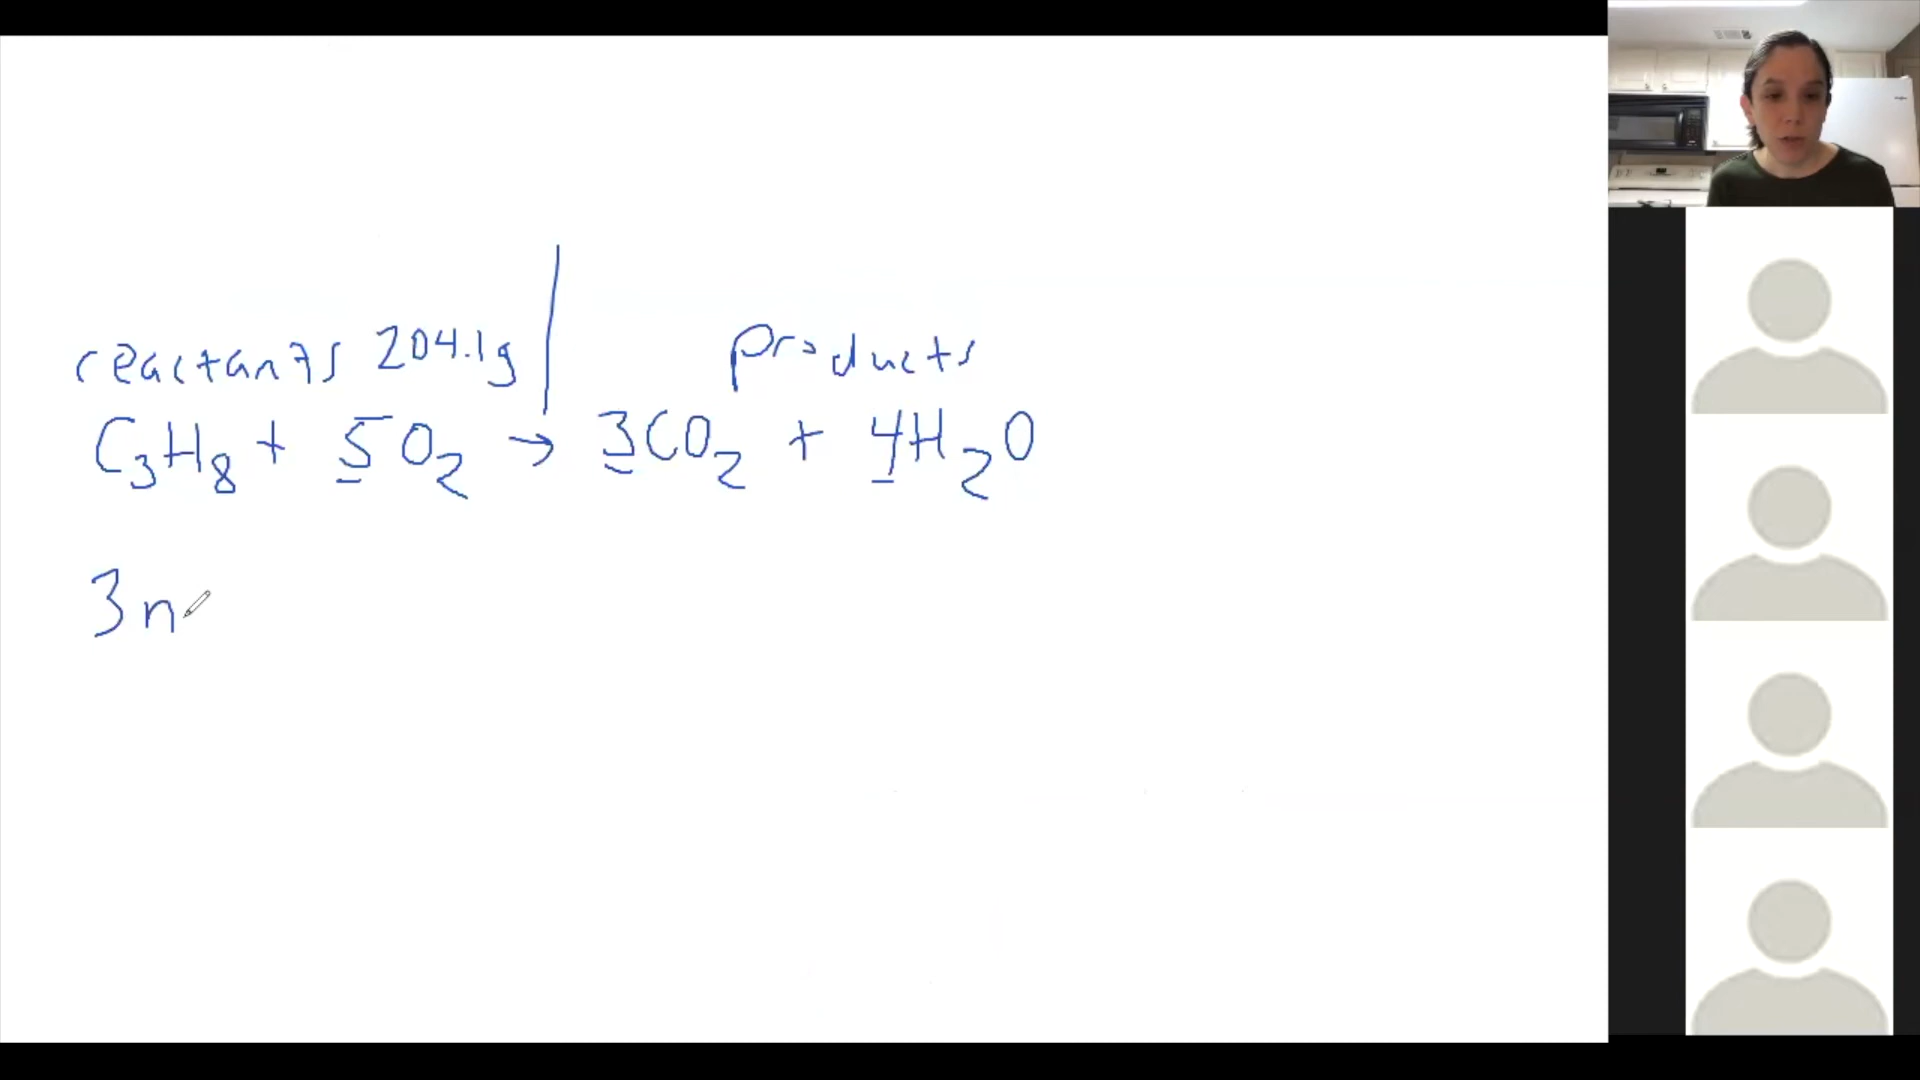 reactants 204.1g products
C₃H₈ + 5O₂ → 3CO₂ + 4H₂O
3n